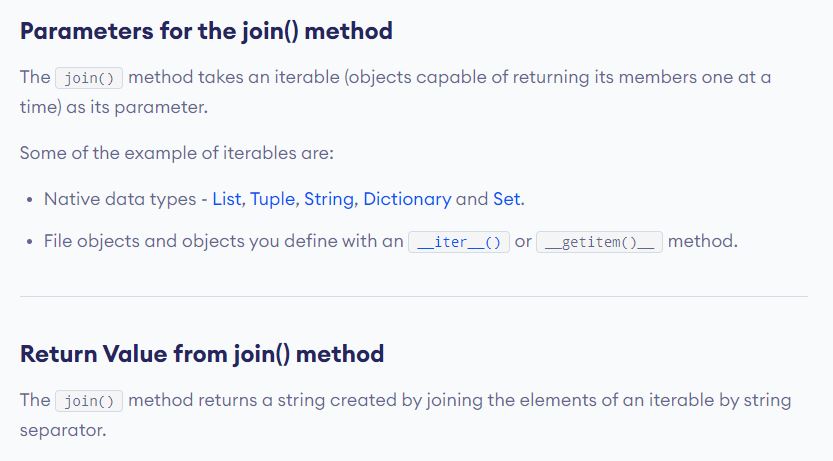 Parameters for the join() method
The join() method takes an iterable (objects capable of returning its members one at a
time) as its parameter.
Some of the example of iterables are:
• Native data types - List, Tuple, String, Dictionary and Set.
• File objects and objects you define with an __iter__() or __getitem()__ method.
Return Value from join() method
The join() method returns a string created by joining the elements of an iterable by string
separator.